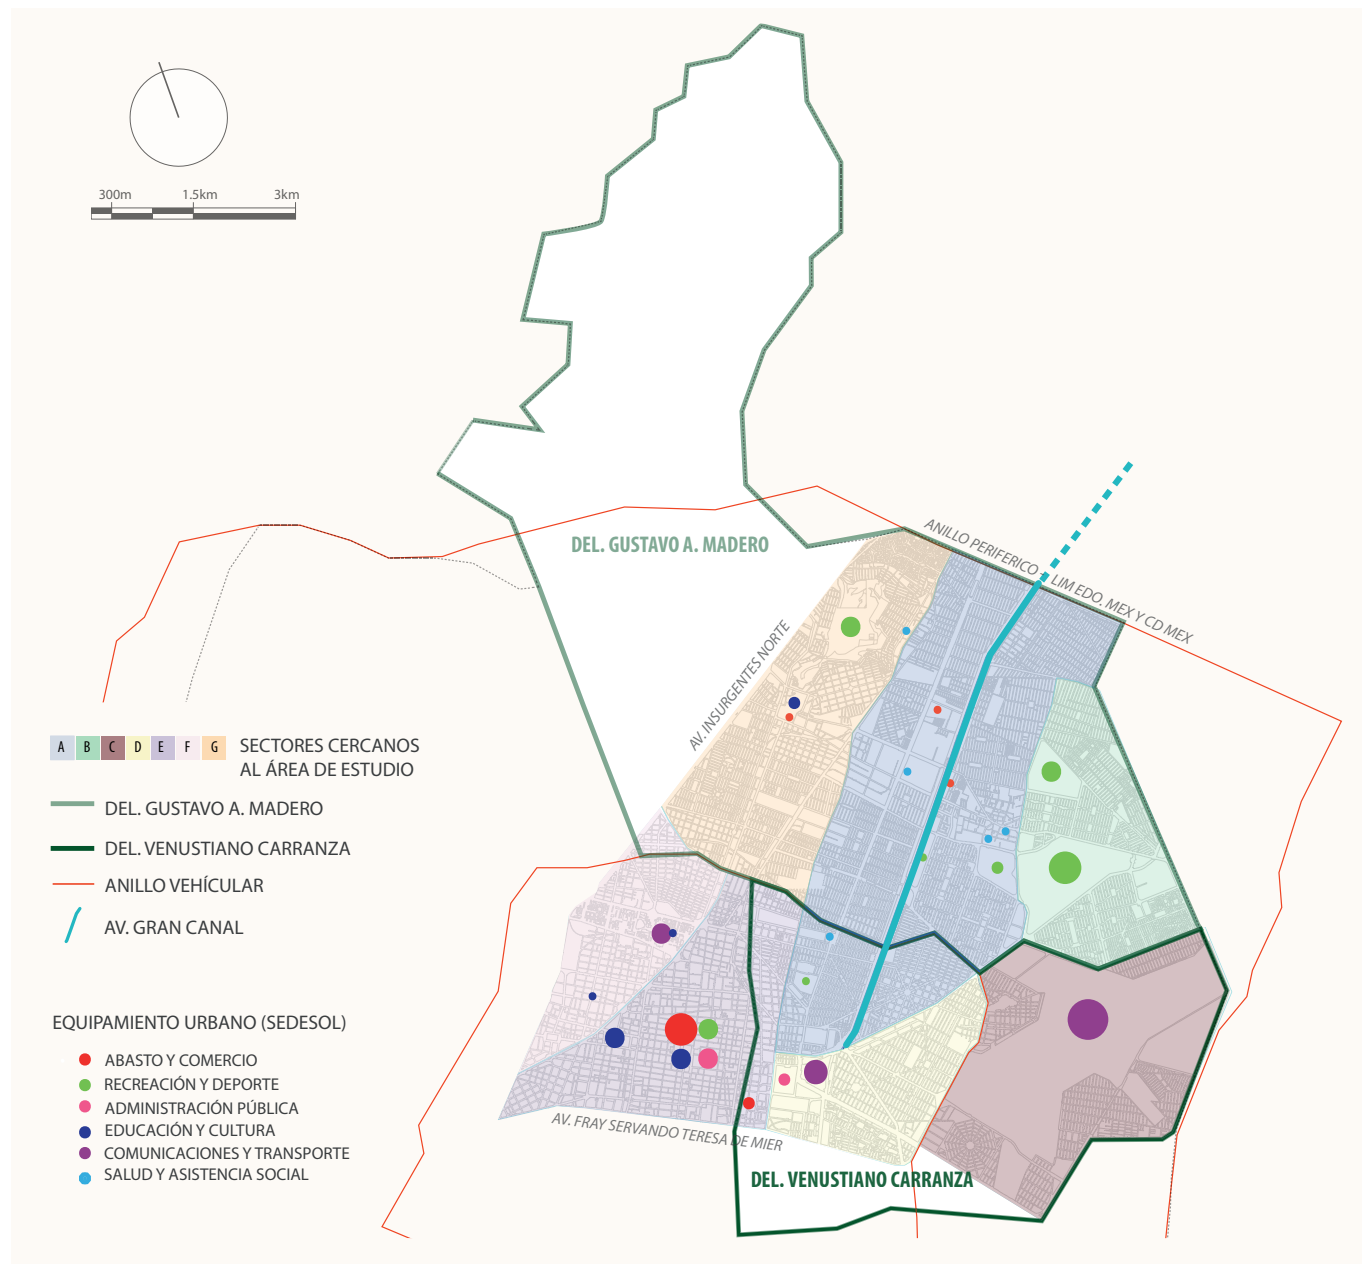 300m 1.5km 3km
DEL. GUSTAVO A. MADERO
ANILLO PERIFERICO - LIM EDO. MEX Y CD MEX
AV. INSURGENTES NORTE
A B C D E F G
SECTORES CERCANOS
AL ÁREA DE ESTUDIO
DEL. GUSTAVO A. MADERO
DEL. VENUSTIANO CARRANZA
ANILLO VEHÍCULAR
AV. GRAN CANAL
EQUIPAMIENTO URBANO (SEDESOL)
ABASTO Y COMERCIO
RECREACIÓN Y DEPORTE
ADMINISTRACIÓN PÚBLICA
EDUCACIÓN Y CULTURA
COMUNICACIONES Y TRANSPORTE
SALUD Y ASISTENCIA SOCIAL
AV. FRAY SERVANDO TERESA DE MIER
DEL. VENUSTIANO CARRANZA